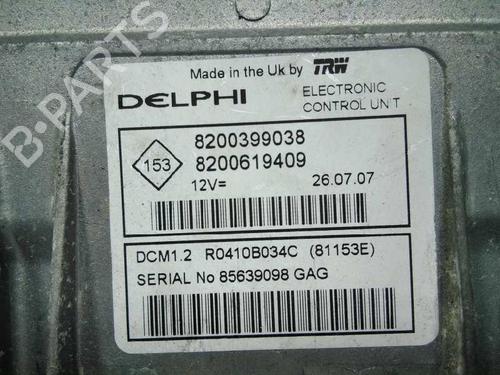 Made in the Uk by TRW
DELPHI
ELECTRONIC
CONTROL UNIT
153
8200399038
8200619409
12V=
26.07.07
DCM1.2 R0410B034C (81153E)
SERIAL No 85639098 GAG
B-PARTS